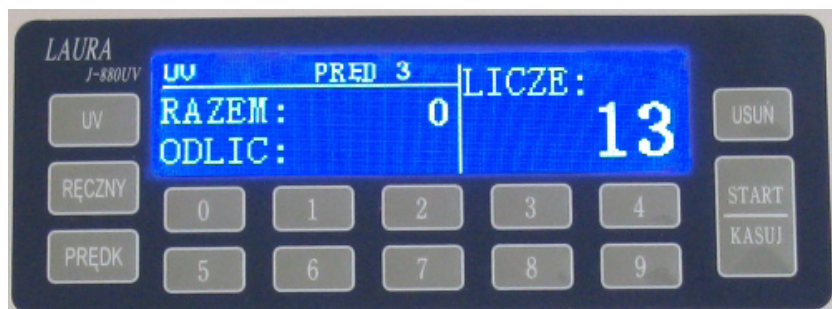 LAURA
J-880UV
UV PRĘD 3
LICZE:
RAZEM: 0
13
ODLIC:
UV
RĘCZNY
PRĘDK
USUŃ
0 1 2 3 4
START
KASUJ
5 6 7 8 9